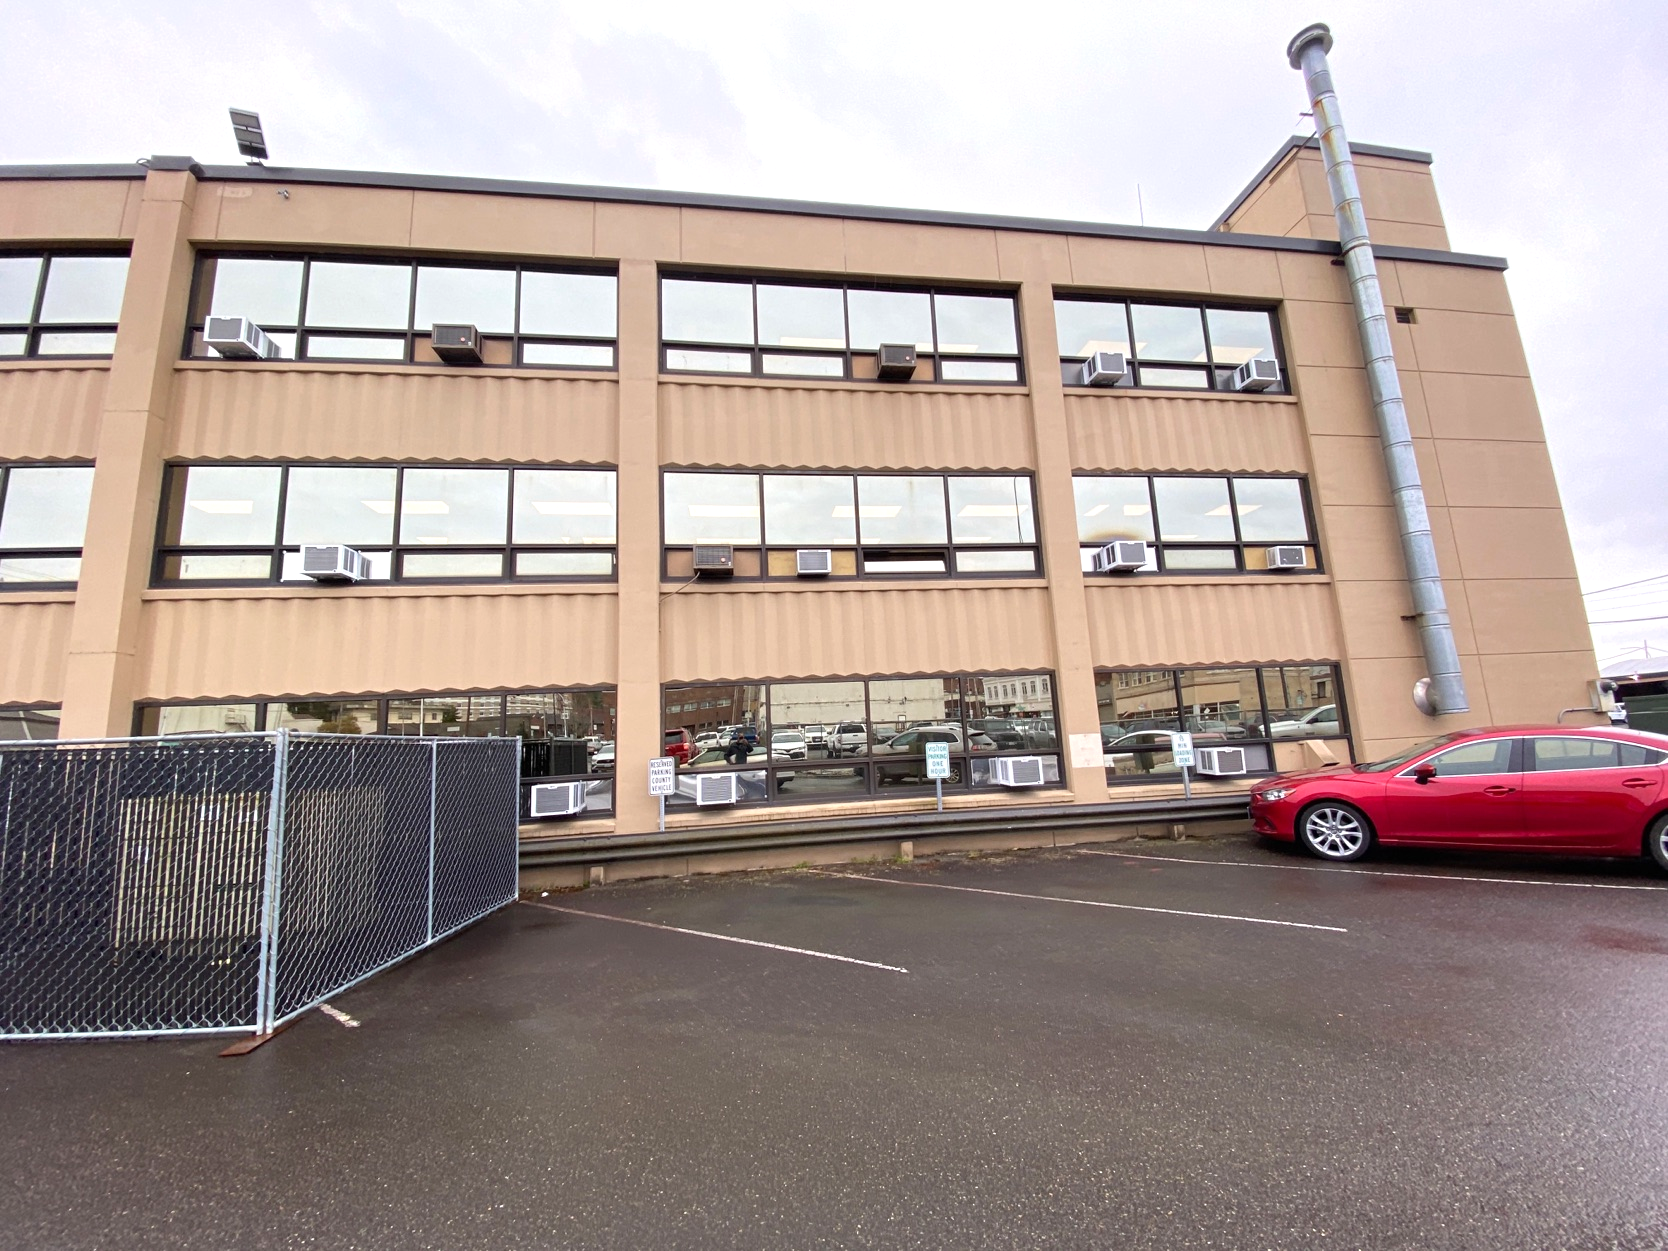 RESERVED
PARKING
COUNTY
VEHICLE
VISITOR
PARKING
ONE
HOUR
MIN
LOADING
ZONE